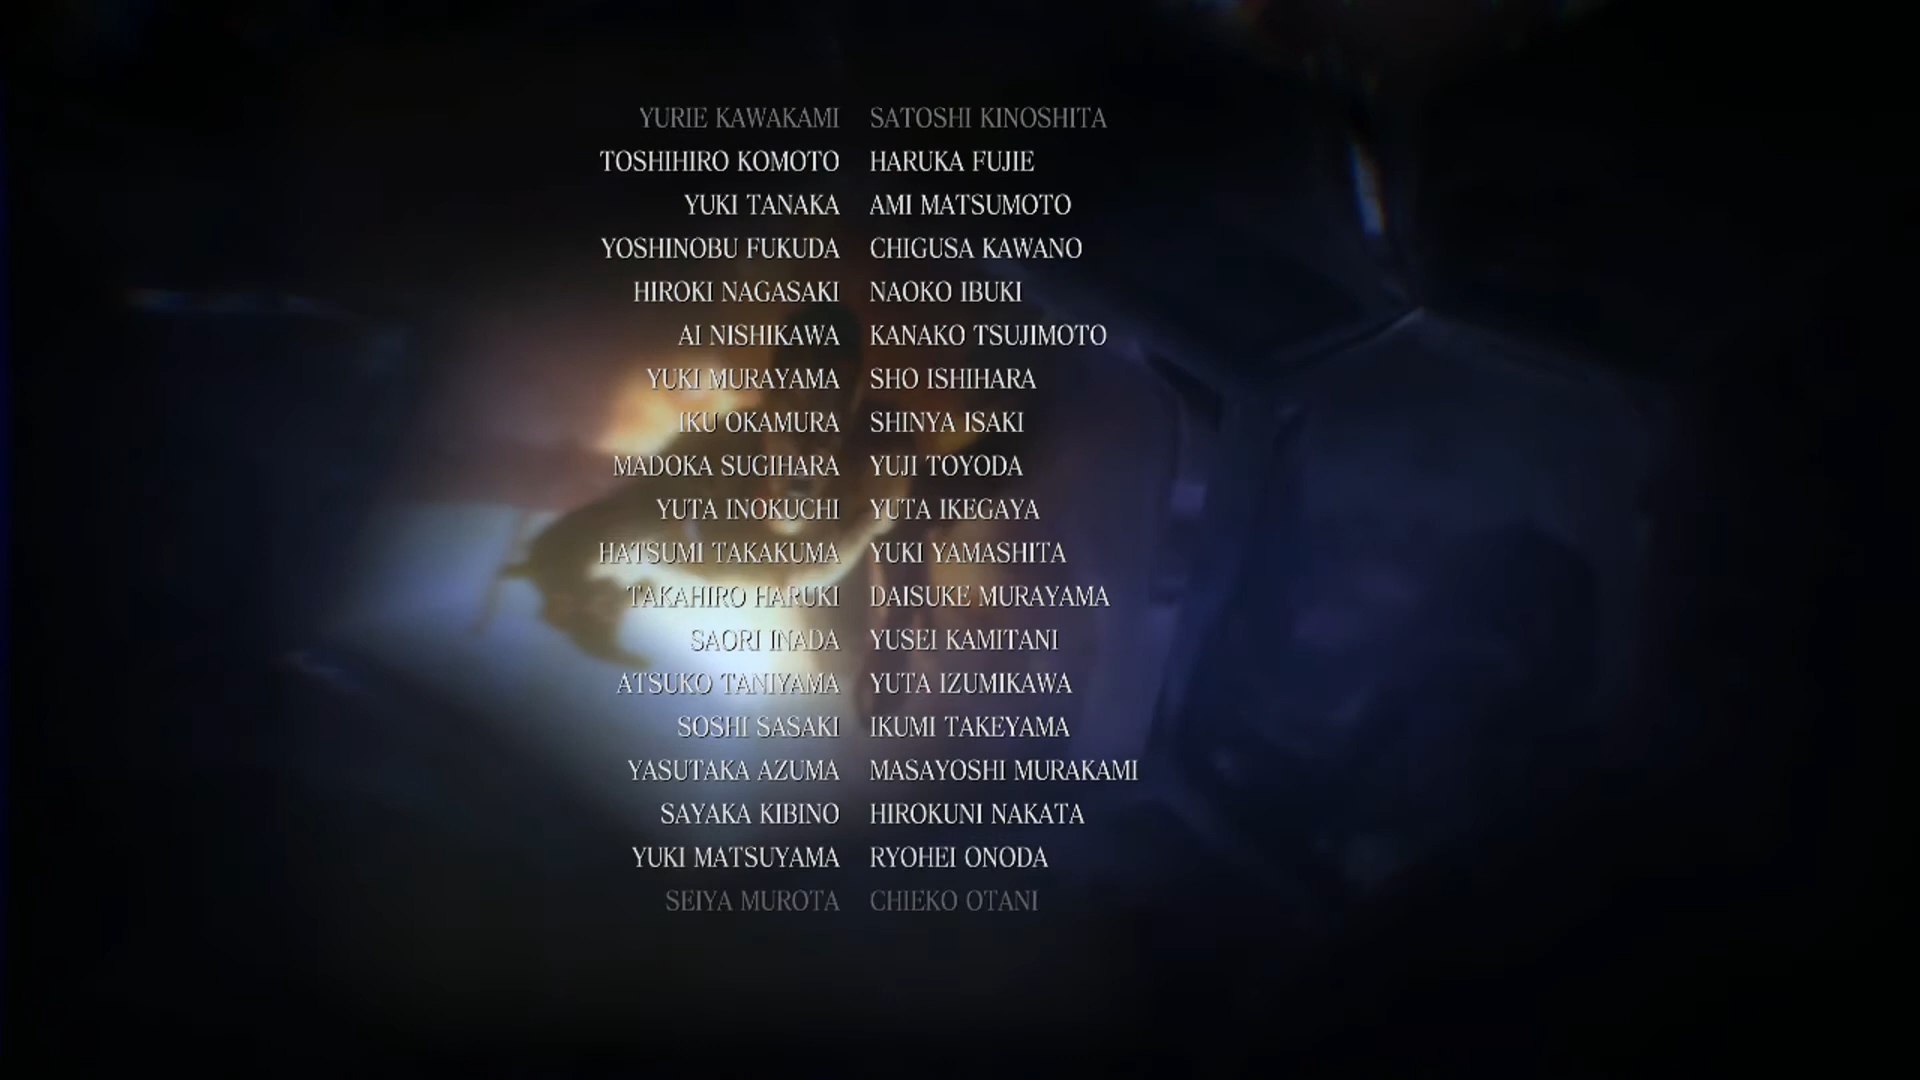 YURIE KAWAKAMI SATOSHI KINOSHITA
TOSHIHIRO KOMOTO HARUKA FUJIE
YUKI TANAKA AMI MATSUMOTO
YOSHINOBU FUKUDA CHIGUSA KAWANO
HIROKI NAGASAKI NAOKO IBUKI
AI NISHIKAWA KANAKO TSUJIMOTO
YUKI MURAYAMA SHO ISHIHARA
IKU OKAMURA SHINYA ISAKI
MADOKA SUGIHARA YUJI TOYODA
YUTA INOKUCHI YUTA IKEGAYA
HATSUMI TAKAKUMA YUKI YAMASHITA
TAKAHIRO HARUKI DAISUKE MURAYAMA
SAORI INADA YUSEI KAMITANI
ATSUKO TANIYAMA YUTA IZUMIKAWA
SOSHI SASAKI IKUMI TAKEYAMA
YASUTAKA AZUMA MASAYOSHI MURAKAMI
SAYAKA KIBINO HIROKUNI NAKATA
YUKI MATSUYAMA RYOHEI ONODA
SEIYA MUROTA CHIEKO OTANI